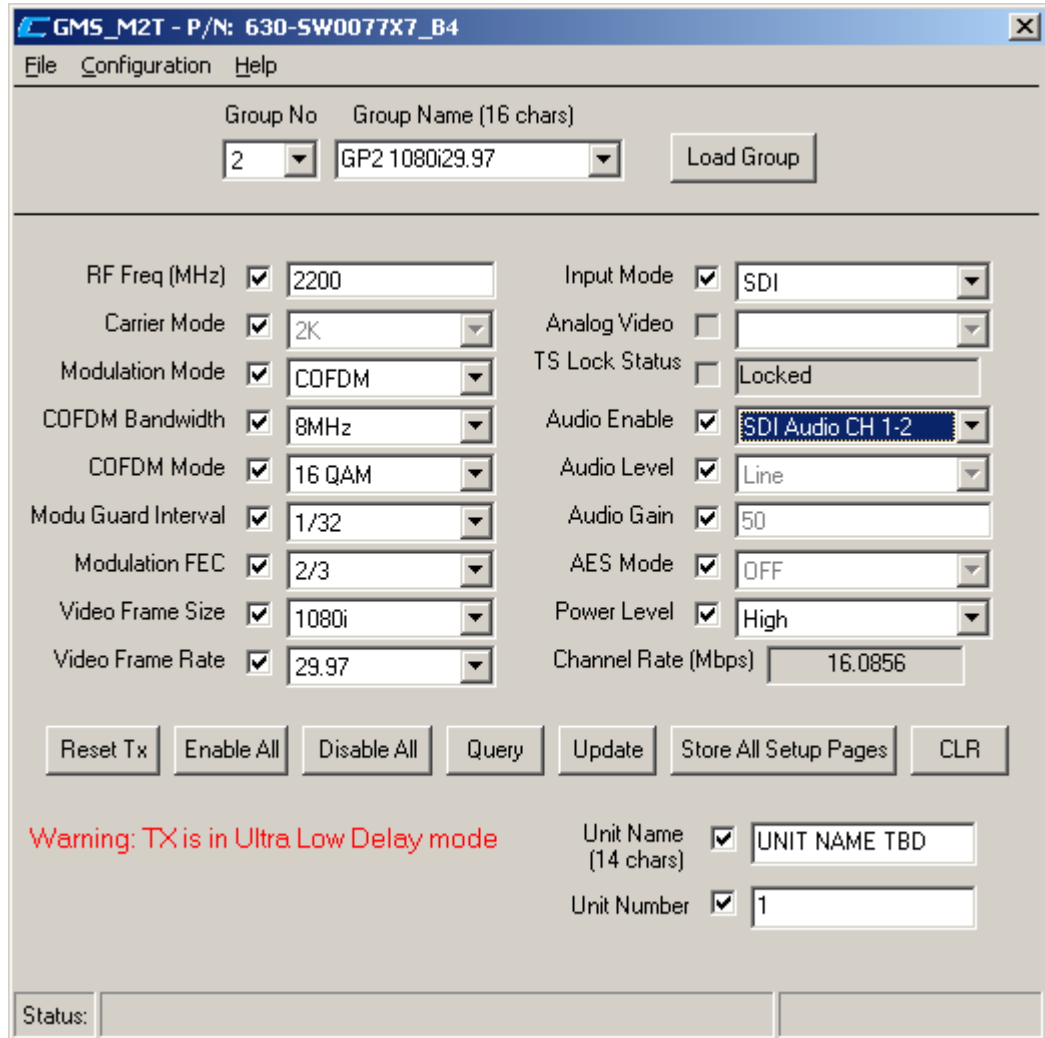 GMS_M2T - P/N: 630-SW0077X7_B4
File Configuration Help
Group No Group Name (16 chars)
2 GP2 1080i29.97 Load Group
RF Freq (MHz) 2200 Input Mode SDI
Carrier Mode 2K Analog Video
Modulation Mode COFDM TS Lock Status Locked
COFDM Bandwidth 8MHz Audio Enable SDI Audio CH 1-2
COFDM Mode 16 QAM Audio Level Line
Modu Guard Interval 1/32 Audio Gain 50
Modulation FEC 2/3 AES Mode OFF
Video Frame Size 1080i Power Level High
Video Frame Rate 29.97 Channel Rate (Mbps) 16.0856
Reset Tx Enable All Disable All Query Update Store All Setup Pages CLR
Warning: TX is in Ultra Low Delay mode
Unit Name
(14 chars) UNIT NAME TBD
Unit Number 1
Status: